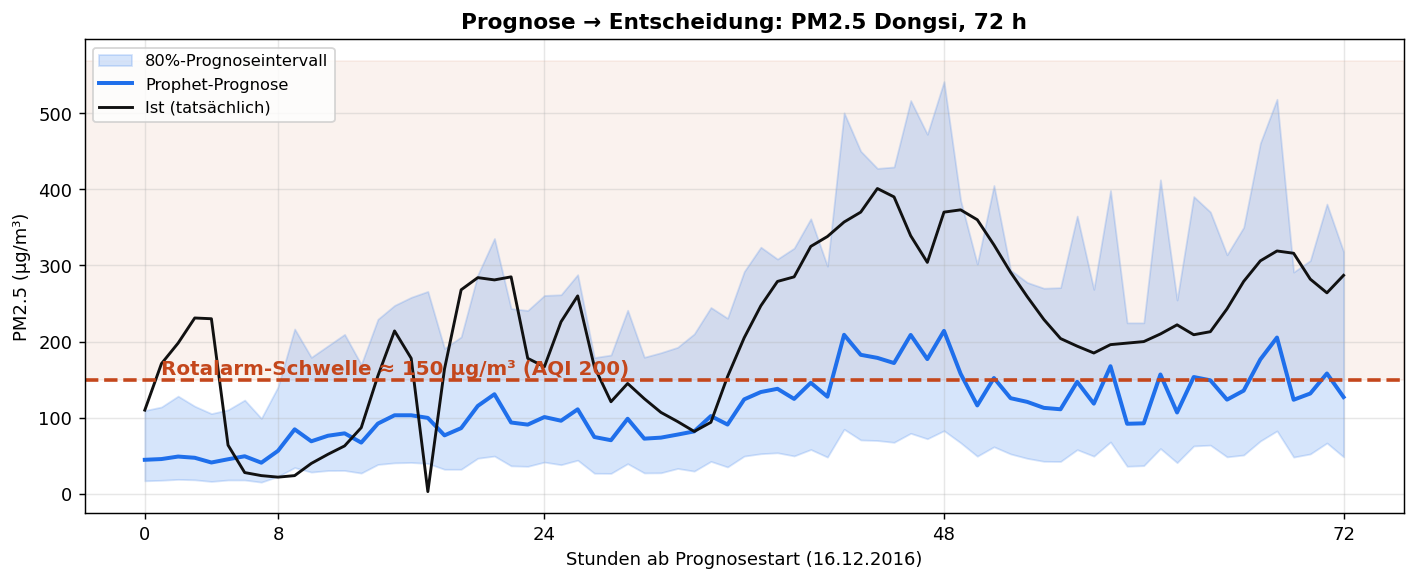 Prognose → Entscheidung: PM2.5 Dongsi, 72 h
80%-Prognoseintervall
Prophet-Prognose
Ist (tatsächlich)
500
400
300
200
100
0
PM2.5 (µg/m³)
Rotalarm-Schwelle ≈ 150 µg/m³ (AQI 200)
0 8 24 48 72
Stunden ab Prognosestart (16.12.2016)